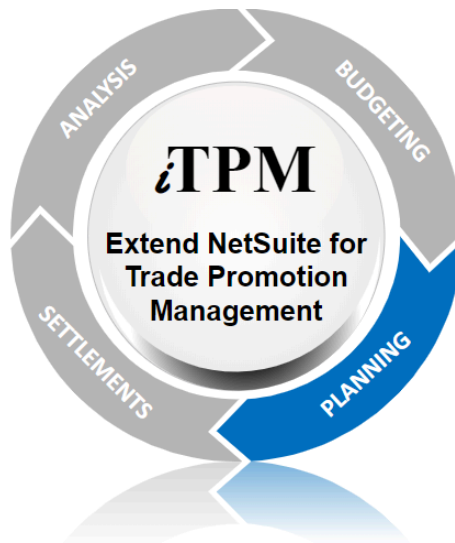 ANALYSIS
BUDGETING
iTPM
Extend NetSuite for
Trade Promotion
Management
SETTLEMENTS
PLANNING